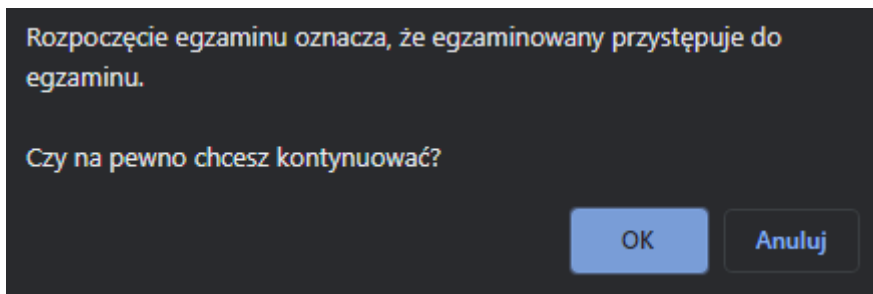 Rozpoczęcie egzaminu oznacza, że egzaminowany przystępuje do
egzaminu.
Czy na pewno chcesz kontynuować?
OK
Anuluj